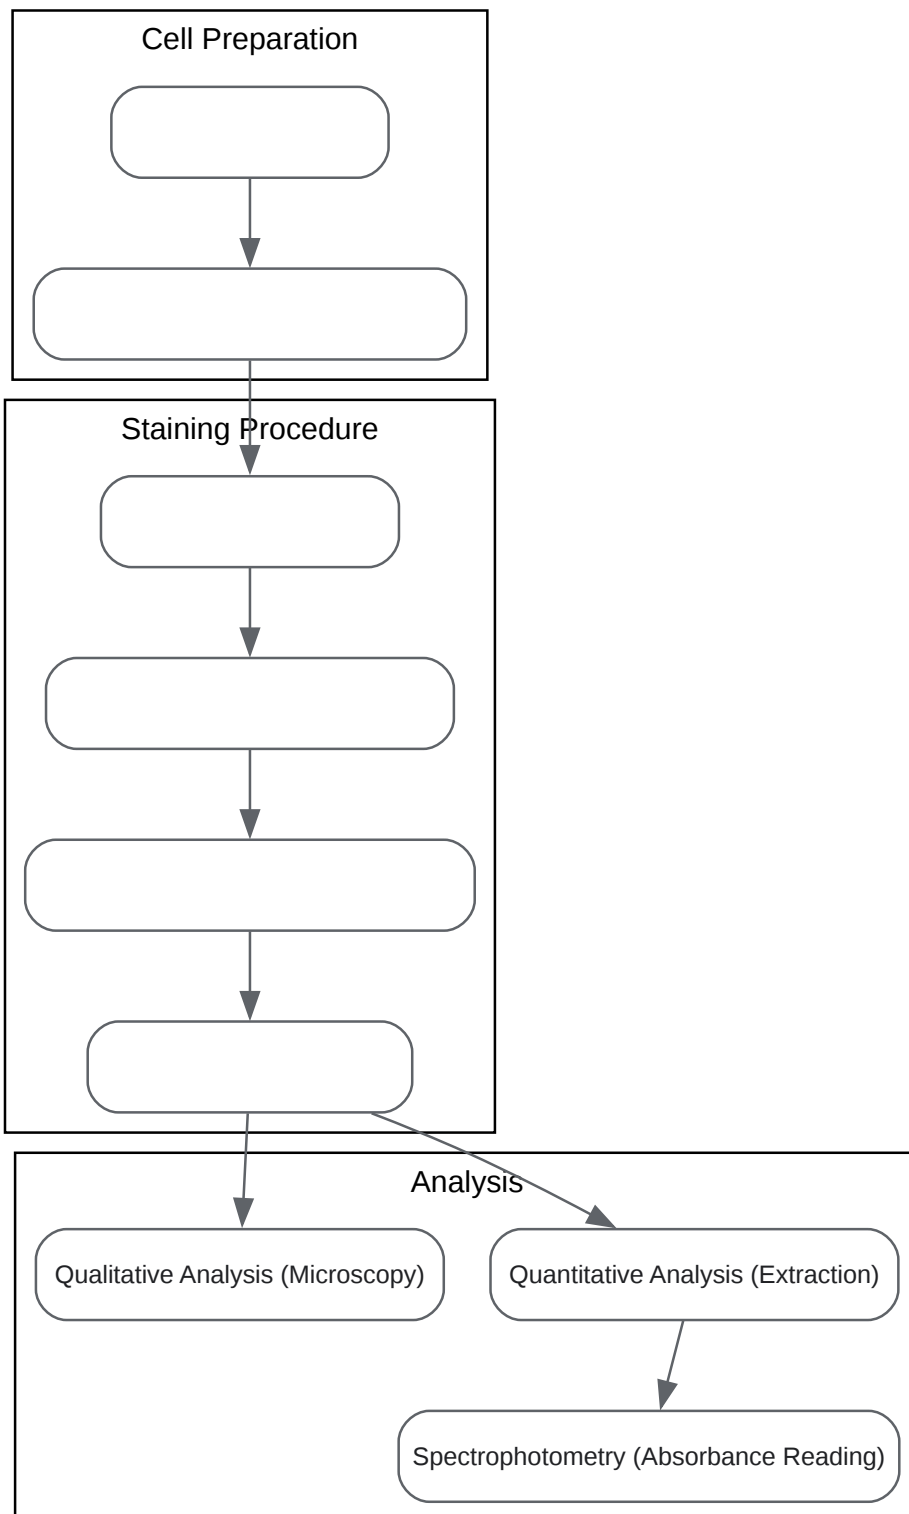 Cell Preparation
Staining Procedure
Analysis
Qualitative Analysis (Microscopy)
Quantitative Analysis (Extraction)
Spectrophotometry (Absorbance Reading)